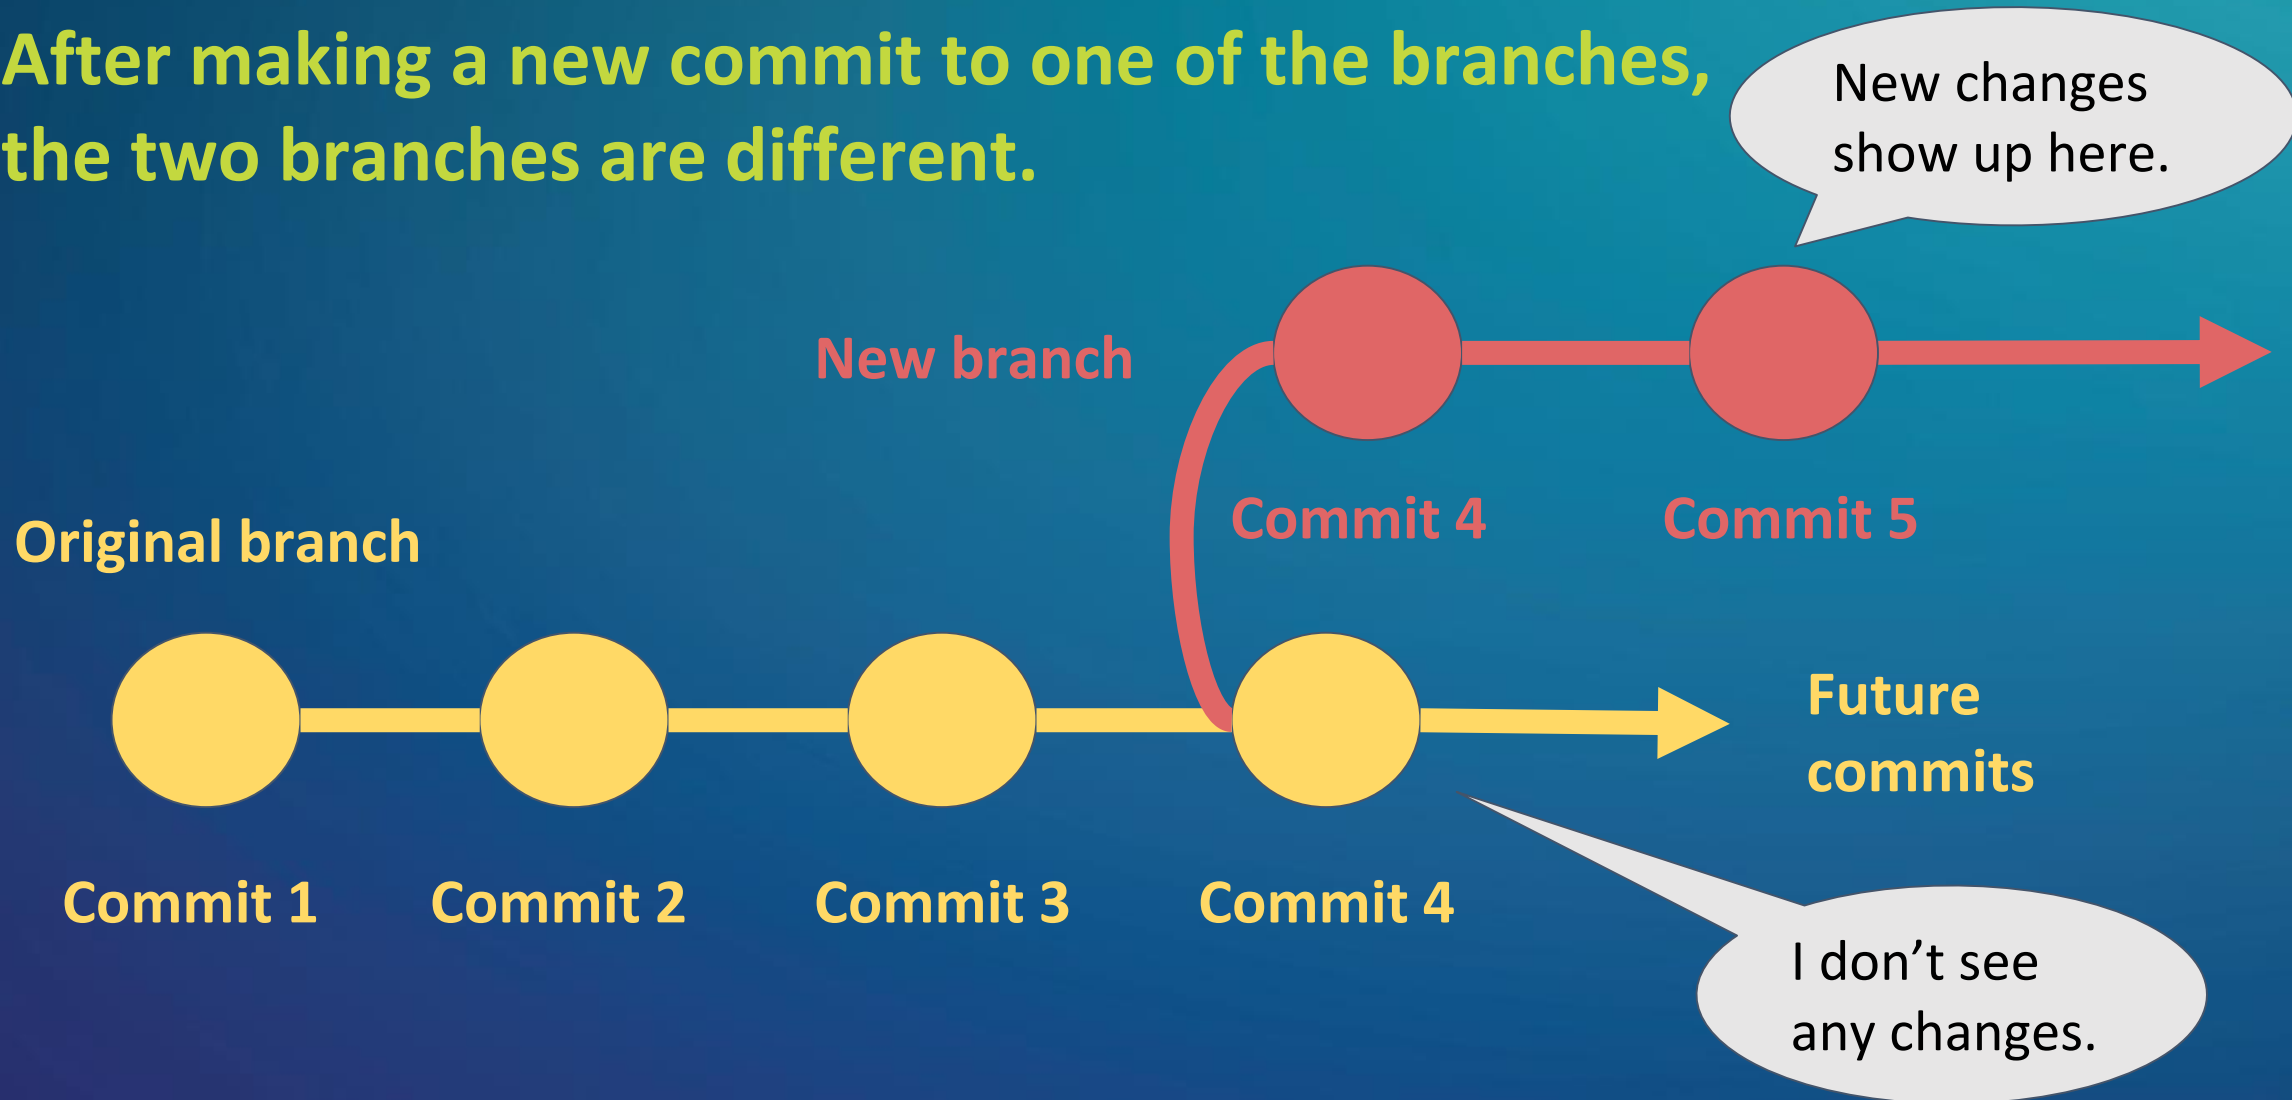 After making a new commit to one of the branches,
the two branches are different.
New changes
show up here.
New branch
Commit 4
Commit 5
Original branch
Future
commits
Commit 1
Commit 2
Commit 3
Commit 4
I don’t see
any changes.